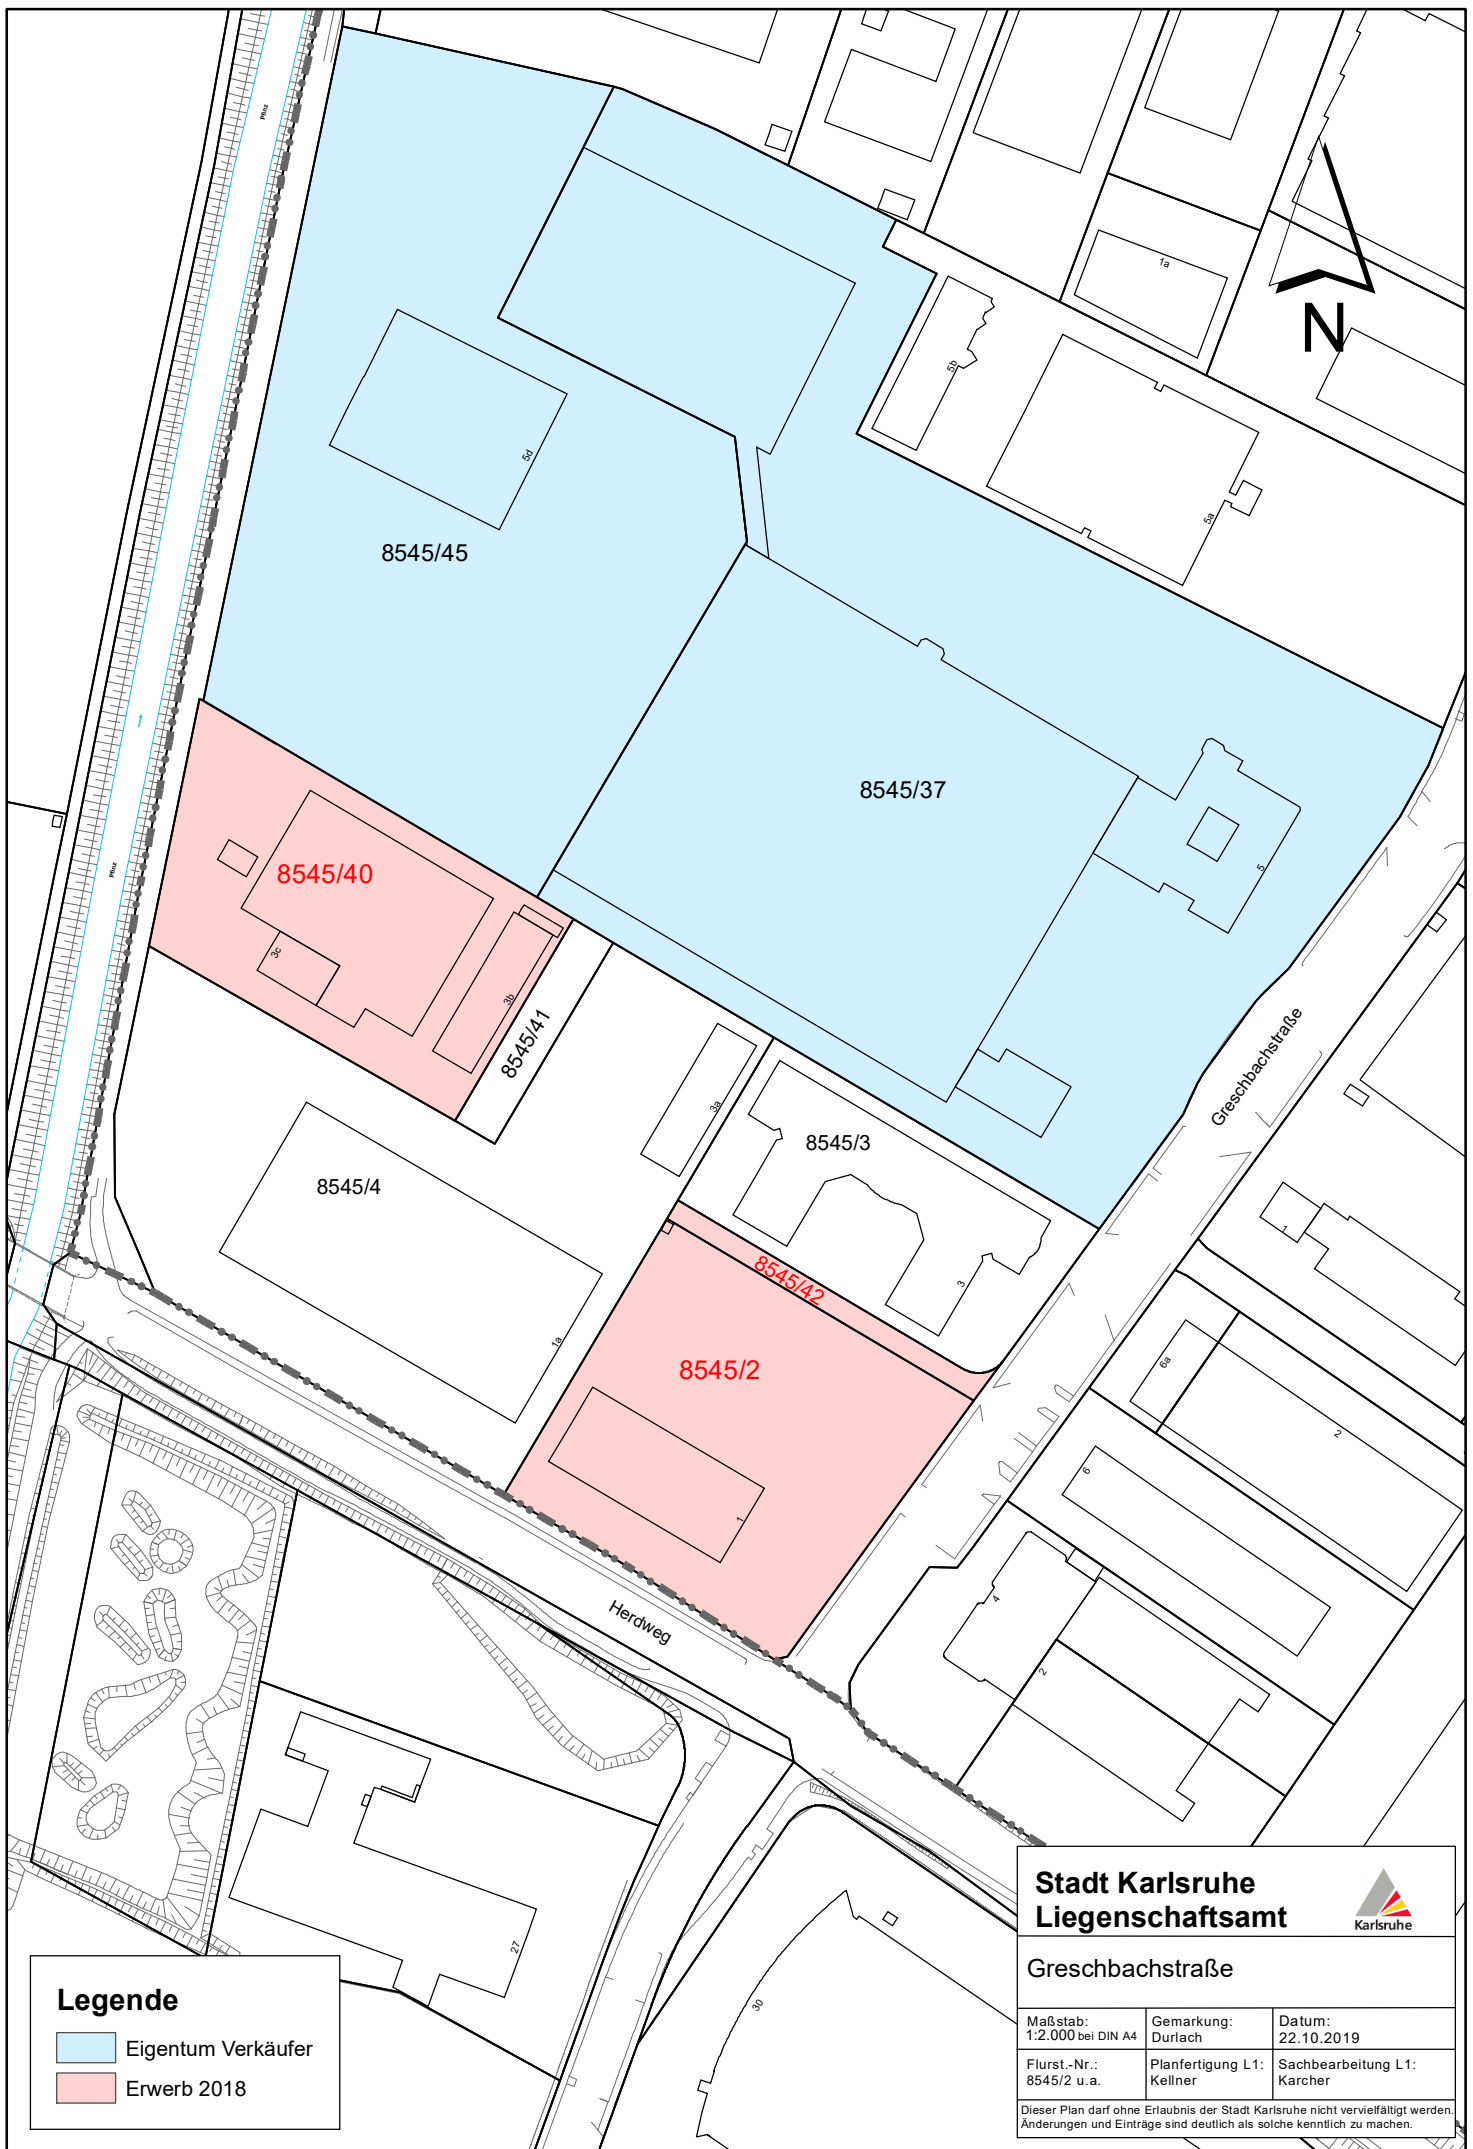 Pfinz
1a
N
5b
5d
5a
8545/45
8545/37
5
8545/40
Pfinz
3c
3b
8545/41
Greschbachstraße
3a
8545/3
8545/4
1
8545/42
3
1a
8545/2
6a
2
6
1
4
2
Herdweg
27
30
Legende
Eigentum Verkäufer
Erwerb 2018
Stadt Karlsruhe
Liegenschaftsamt
Karlsruhe
Greschbachstraße
Maßstab:
1:2.000 bei DIN A4
Gemarkung:
Durlach
Datum:
22.10.2019
Flurst.-Nr.:
8545/2 u.a.
Planfertigung L1:
Kellner
Sachbearbeitung L1:
Karcher
Dieser Plan darf ohne Erlaubnis der Stadt Karlsruhe nicht vervielfältigt werden.
Änderungen und Einträge sind deutlich als solche kenntlich zu machen.